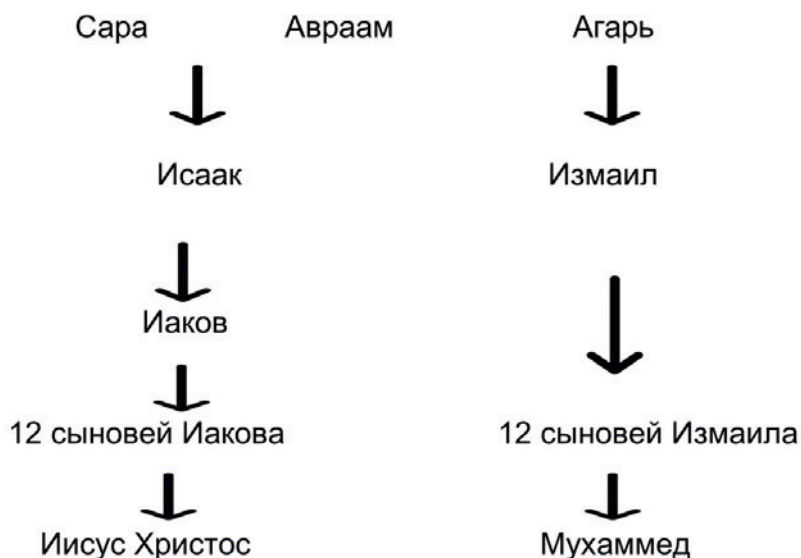 Сара Авраам Агарь
Исаак Измаил
Иаков
12 сыновей Иакова 12 сыновей Измаила
Иисус Христос Мухаммед